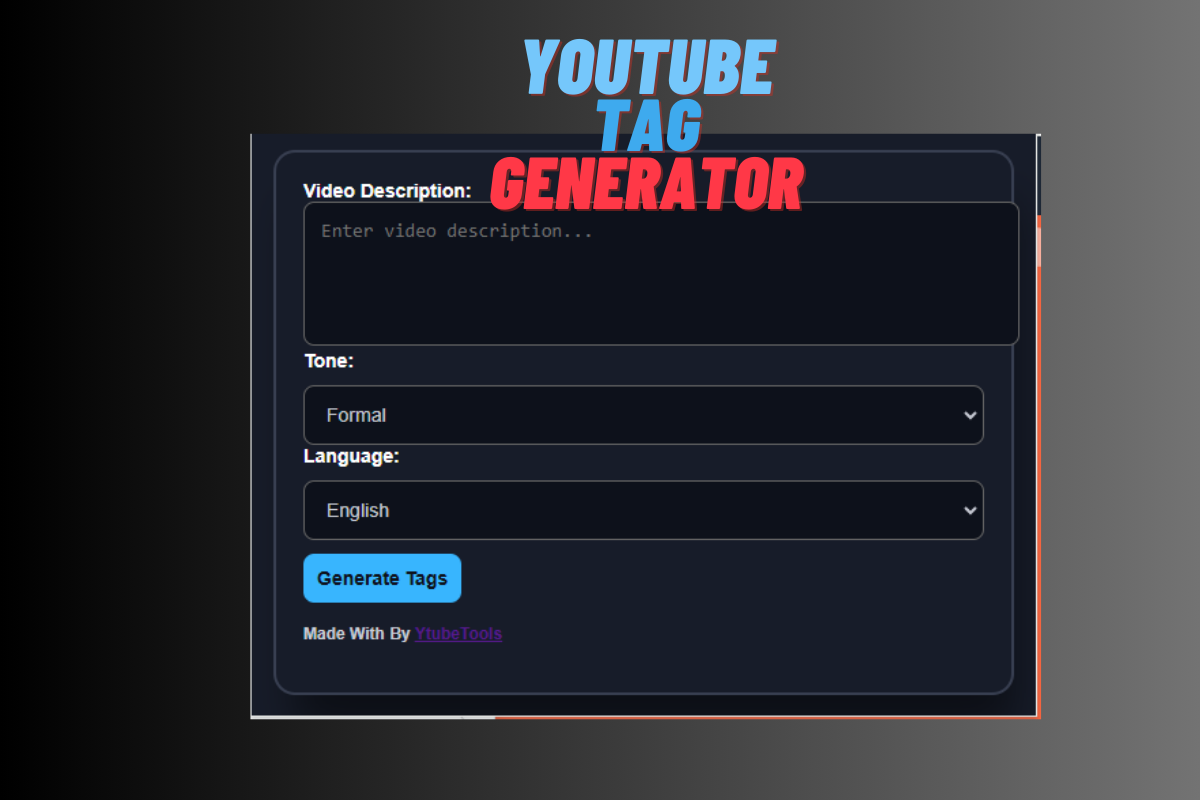 YOUTUBE
TAG
GENERATOR
Video Description:
Enter video description...
Tone:
Formal
Language:
English
Generate Tags
Made With By YtubeTools